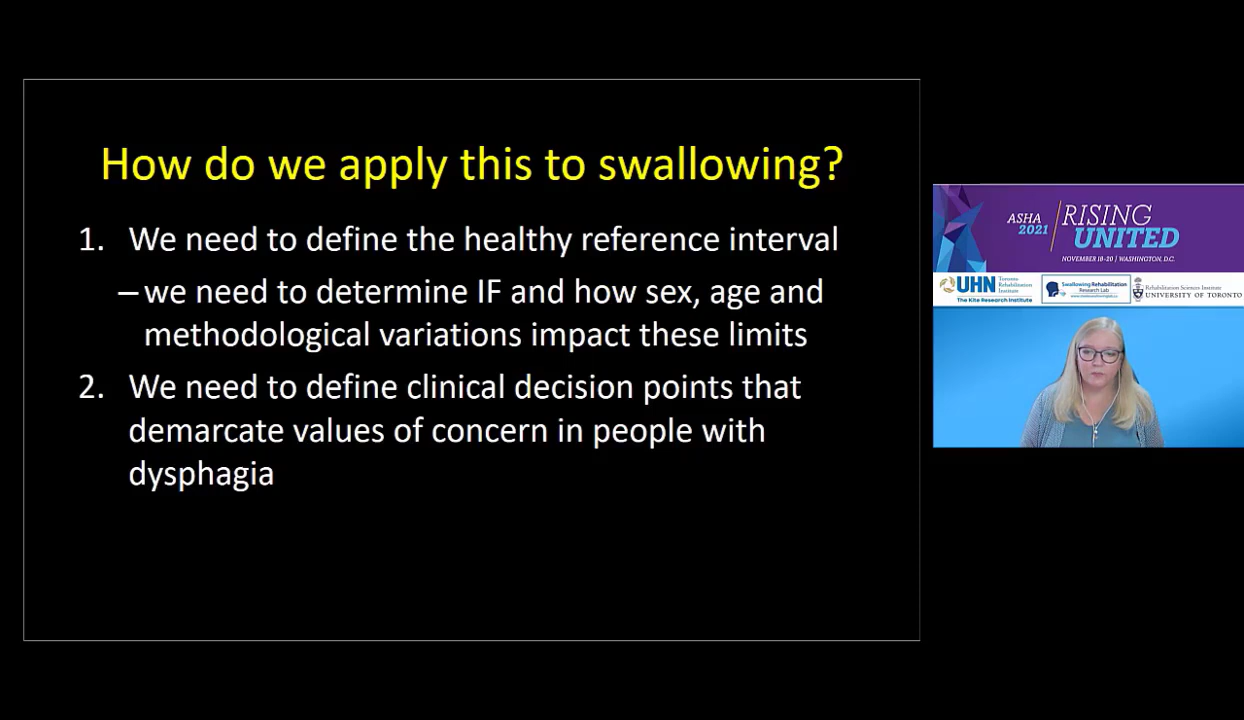 How do we apply this to swallowing?
1. We need to define the healthy reference interval
–we need to determine IF and how sex, age and
methodological variations impact these limits
2. We need to define clinical decision points that
demarcate values of concern in people with
dysphagia
ASHA
2021
RISING
UNITED
NOVEMBER 18-20 | WASHINGTON, D.C.
UHN
Toronto
Rehabilitation
Institute
The Kite Research Institute
Swallowing Rehabilitation
Research Lab
Rehabilitation Sciences Institute
UNIVERSITY OF TORONTO